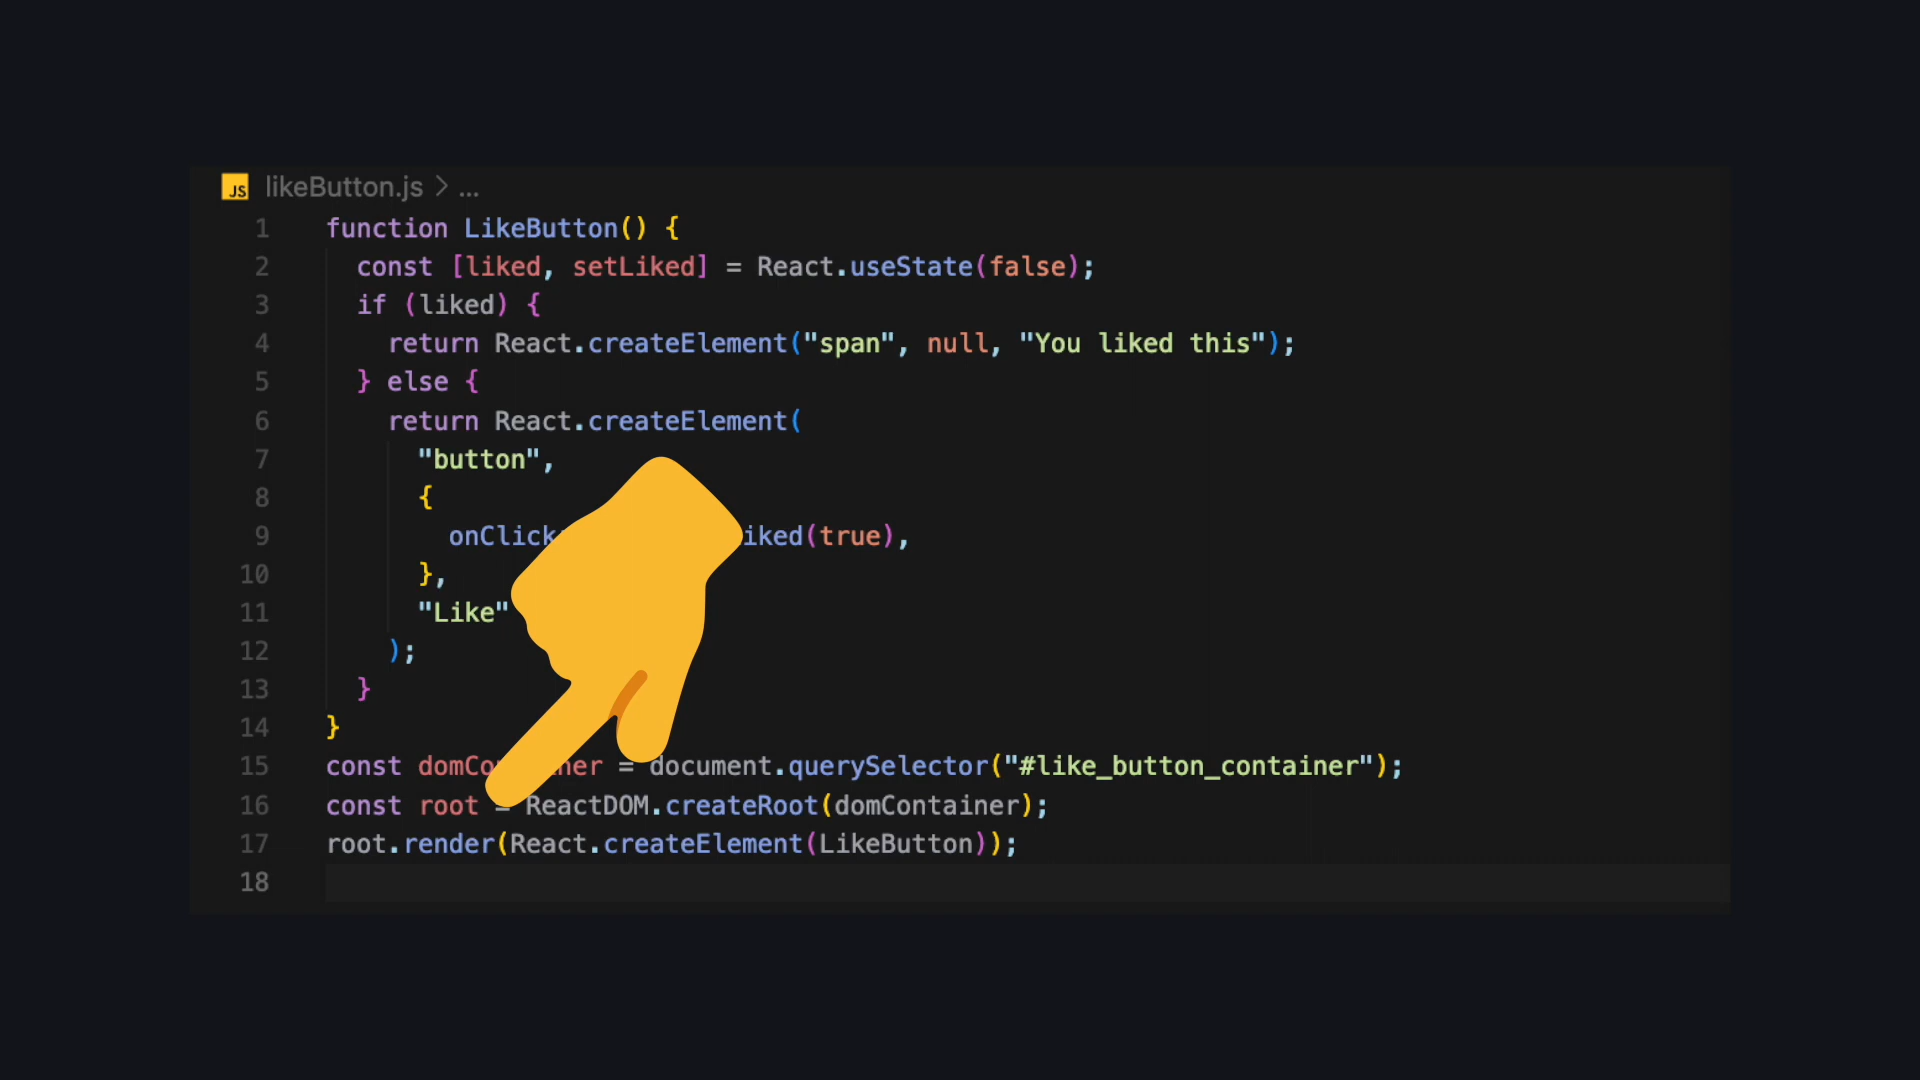 JS likeButton.js > ...
1 function LikeButton() {
2 const [liked, setLiked] = React.useState(false);
3 if (liked) {
4 return React.createElement("span", null, "You liked this");
5 } else {
6 return React.createElement(
7 "button",
8 {
9 onClick iked(true),
10 },
11 "Like"
12 );
13 }
14 }
15 const domCo ner = document.querySelector("#like_button_container");
16 const root = ReactDOM.createRoot(domContainer);
17 root.render(React.createElement(LikeButton));
18